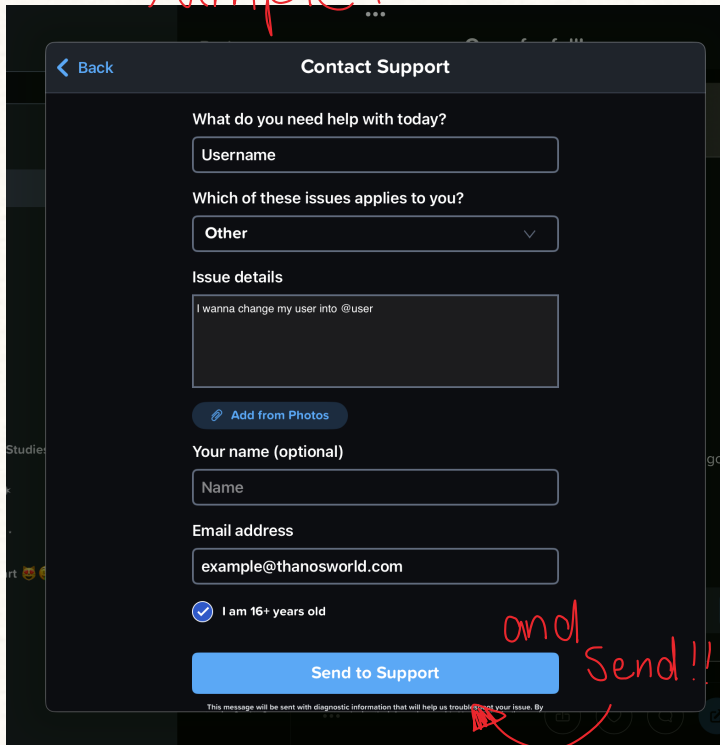 Back
Contact Support
What do you need help with today?
Username
Which of these issues applies to you?
Other
Issue details
I wanna change my user into @user
Add from Photos
Studies
Your name (optional)
Name
Email address
example@thanosworld.com
I am 16+ years old
and
Send!!
Send to Support
This message will be sent with diagnostic information that will help us troubleshoot your issue. By